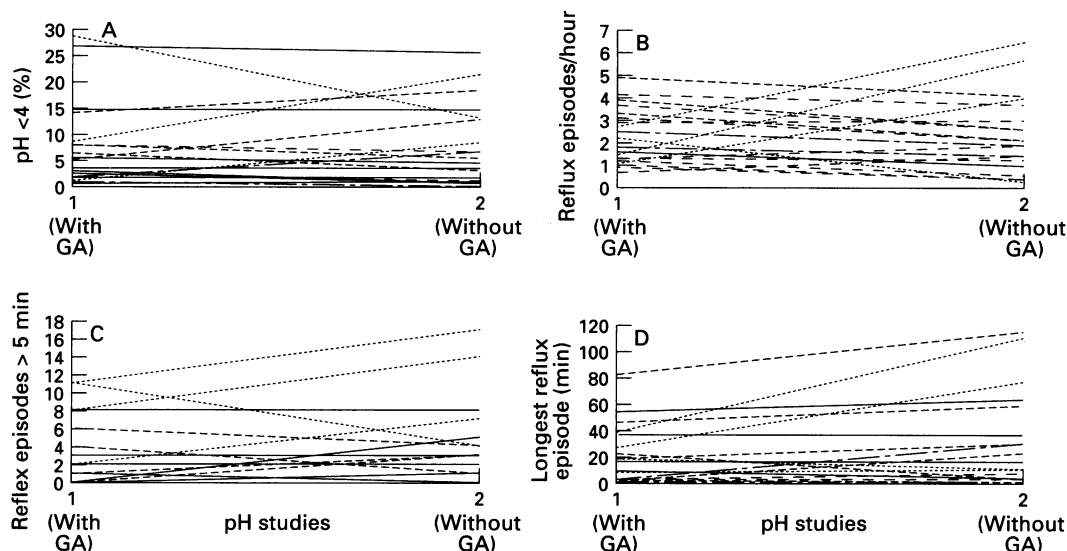 A
pH <4 (%)
30
25
20
15
10
5
0
1
2
(With
GA)
(Without
GA)
B
Reflux episodes/hour
7
6
5
4
3
2
1
0
1
2
(With
GA)
(Without
GA)
C
Reflex episodes > 5 min
18
16
14
12
10
8
6
4
2
0
1
2
(With
GA)
pH studies
(Without
GA)
D
Longest reflux
episode (min)
120
100
80
60
40
20
0
1
2
(With
GA)
pH studies
(Without
GA)